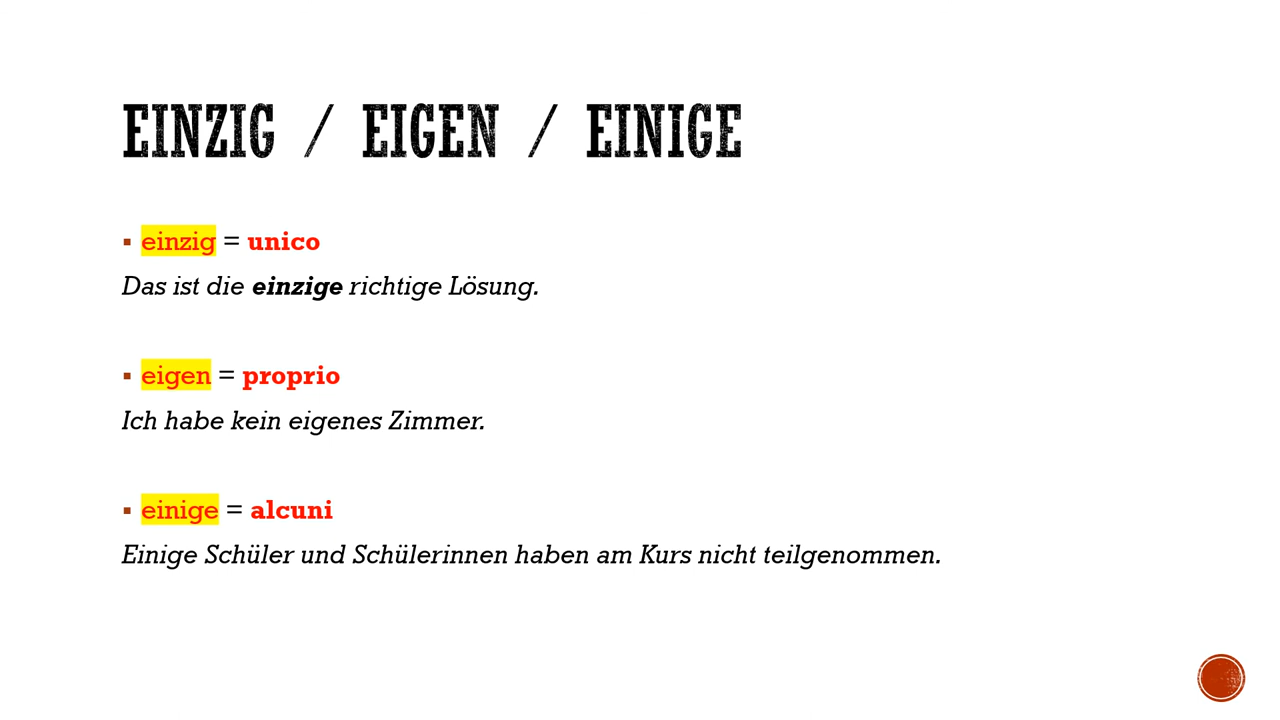 EINZIG / EIGEN / EINIGE
▪ einzig = unico
Das ist die einzige richtige Lösung.
▪ eigen = proprio
Ich habe kein eigenes Zimmer.
▪ einige = alcuni
Einige Schüler und Schülerinnen haben am Kurs nicht teilgenommen.